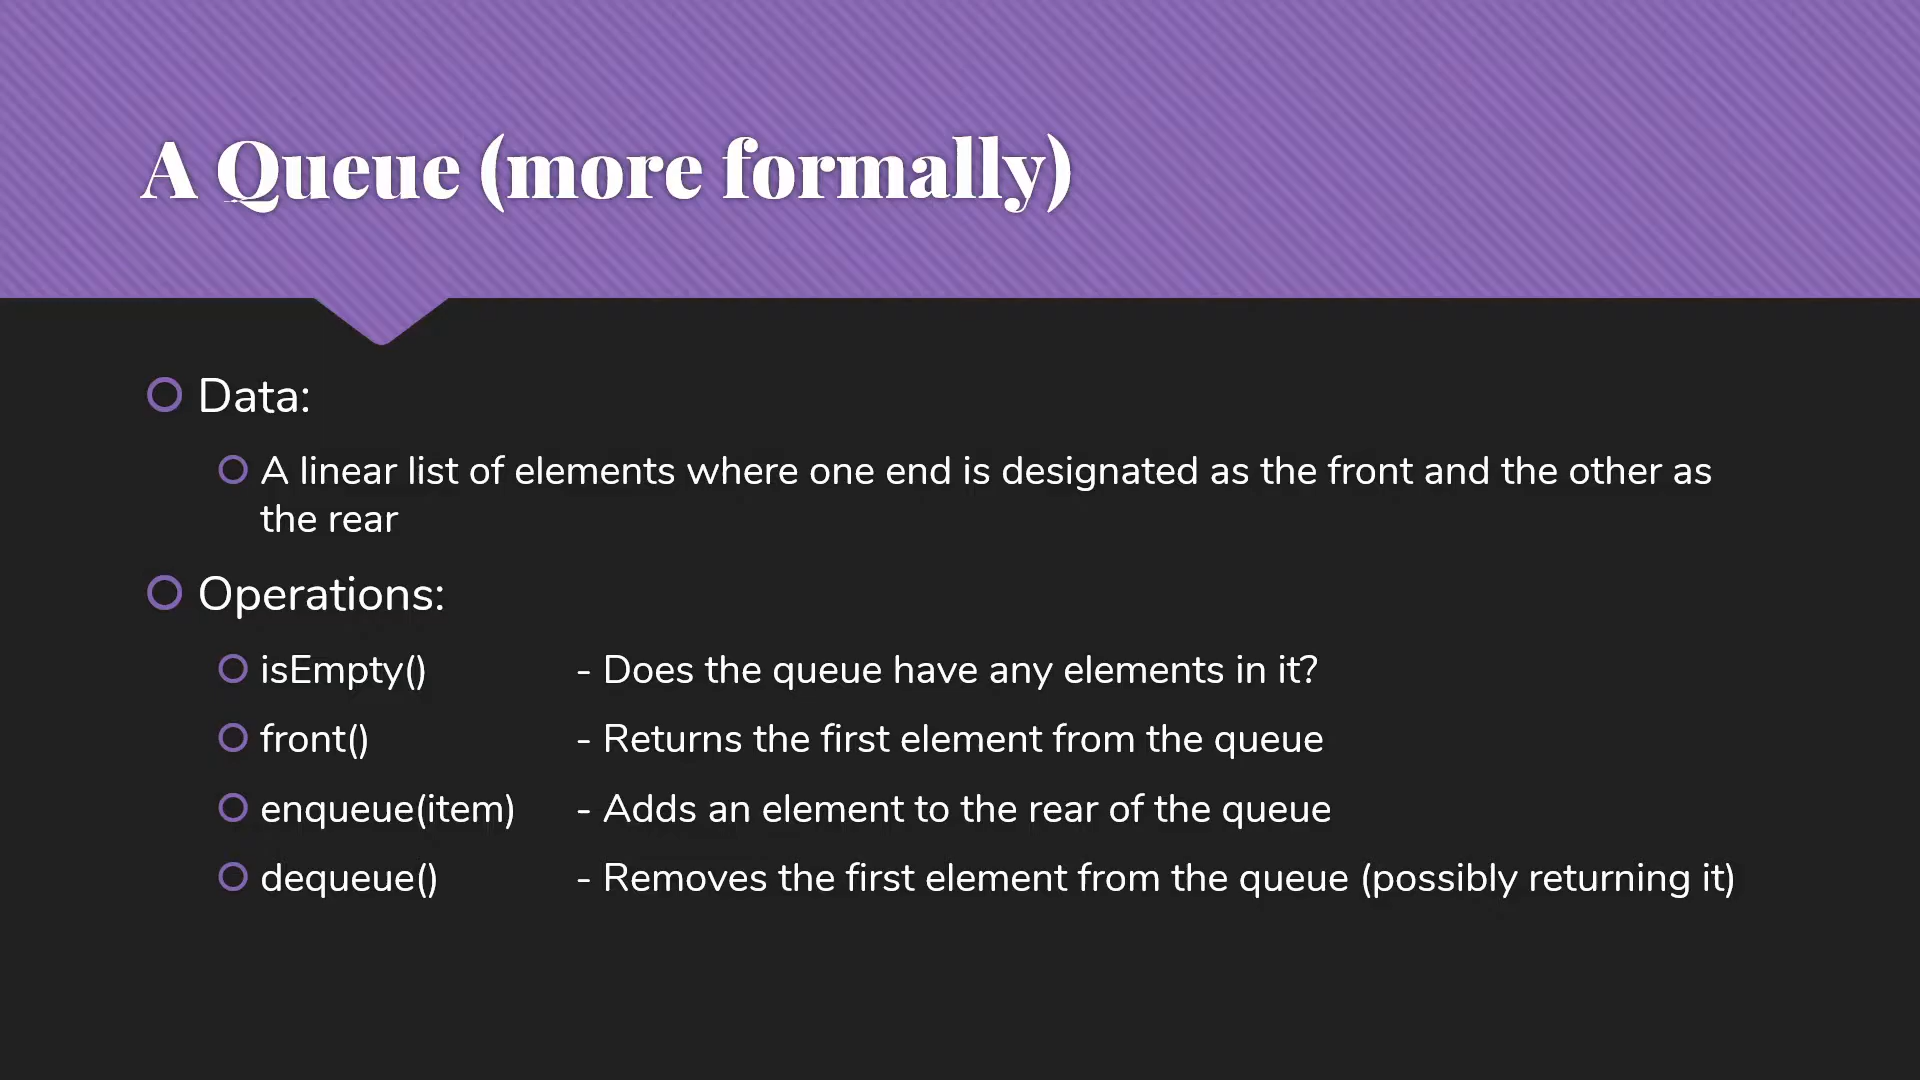 A Queue (more formally)
Data:
A linear list of elements where one end is designated as the front and the other as
the rear
Operations:
isEmpty() - Does the queue have any elements in it?
front() - Returns the first element from the queue
enqueue(item) - Adds an element to the rear of the queue
dequeue() - Removes the first element from the queue (possibly returning it)